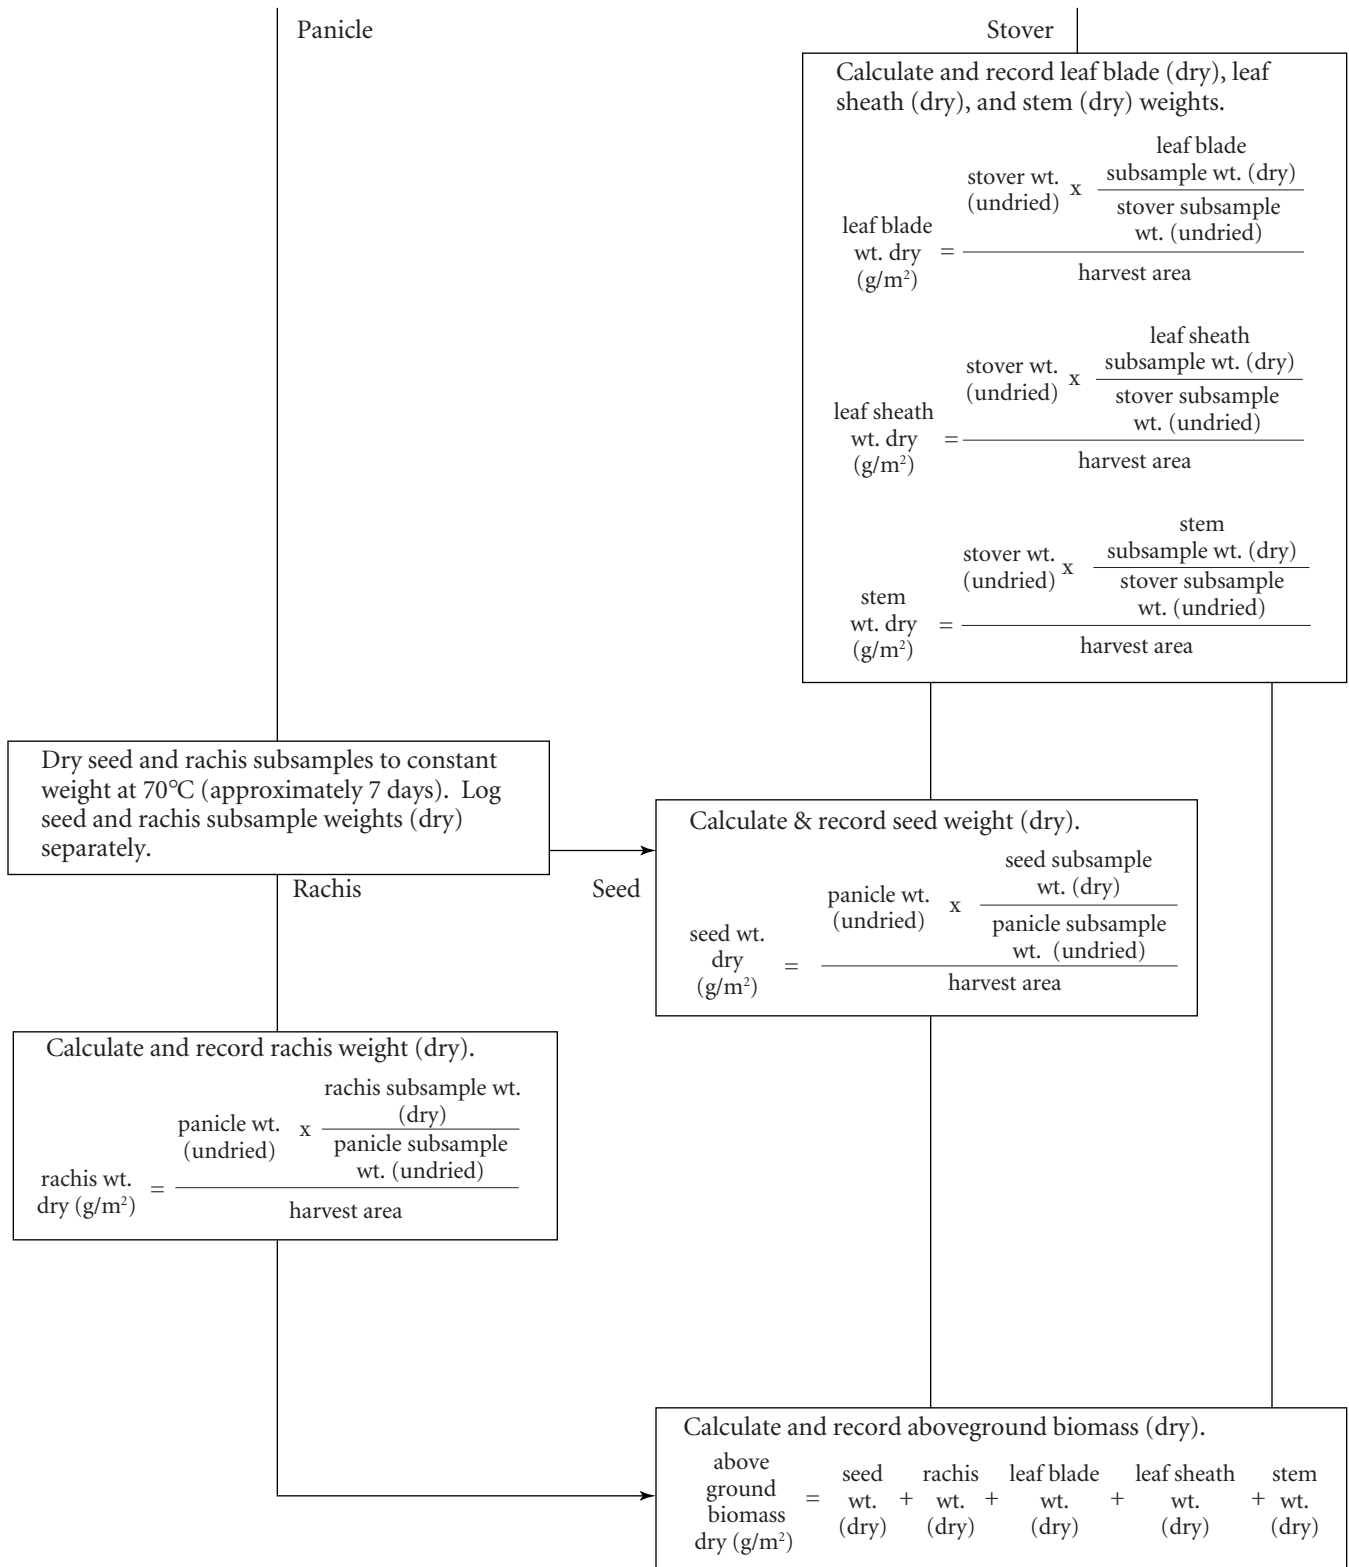 Panicle
Stover
Calculate and record leaf blade (dry), leaf
sheath (dry), and stem (dry) weights.
leaf blade
wt. dry
(g/m²)
=
stover wt.
(undried)
x
leaf blade
subsample wt. (dry)
stover subsample
wt. (undried)
harvest area
leaf sheath
wt. dry
(g/m²)
=
stover wt.
(undried)
x
leaf sheath
subsample wt. (dry)
stover subsample
wt. (undried)
harvest area
stem
wt. dry
(g/m²)
=
stover wt.
(undried)
x
stem
subsample wt. (dry)
stover subsample
wt. (undried)
harvest area
Dry seed and rachis subsamples to constant
weight at 70°C (approximately 7 days). Log
seed and rachis subsample weights (dry)
separately.
Rachis
Seed
Calculate & record seed weight (dry).
seed wt.
dry
(g/m²)
=
panicle wt.
(undried)
x
seed subsample
wt. (dry)
panicle subsample
wt. (undried)
harvest area
Calculate and record rachis weight (dry).
rachis wt.
dry (g/m²)
=
panicle wt.
(undried)
x
rachis subsample wt.
(dry)
panicle subsample
wt. (undried)
harvest area
Calculate and record aboveground biomass (dry).
above
ground
biomass
dry (g/m²)
=
seed
wt.
(dry)
+
rachis
wt.
(dry)
+
leaf blade
wt.
(dry)
+
leaf sheath
wt.
(dry)
+
stem
wt.
(dry)